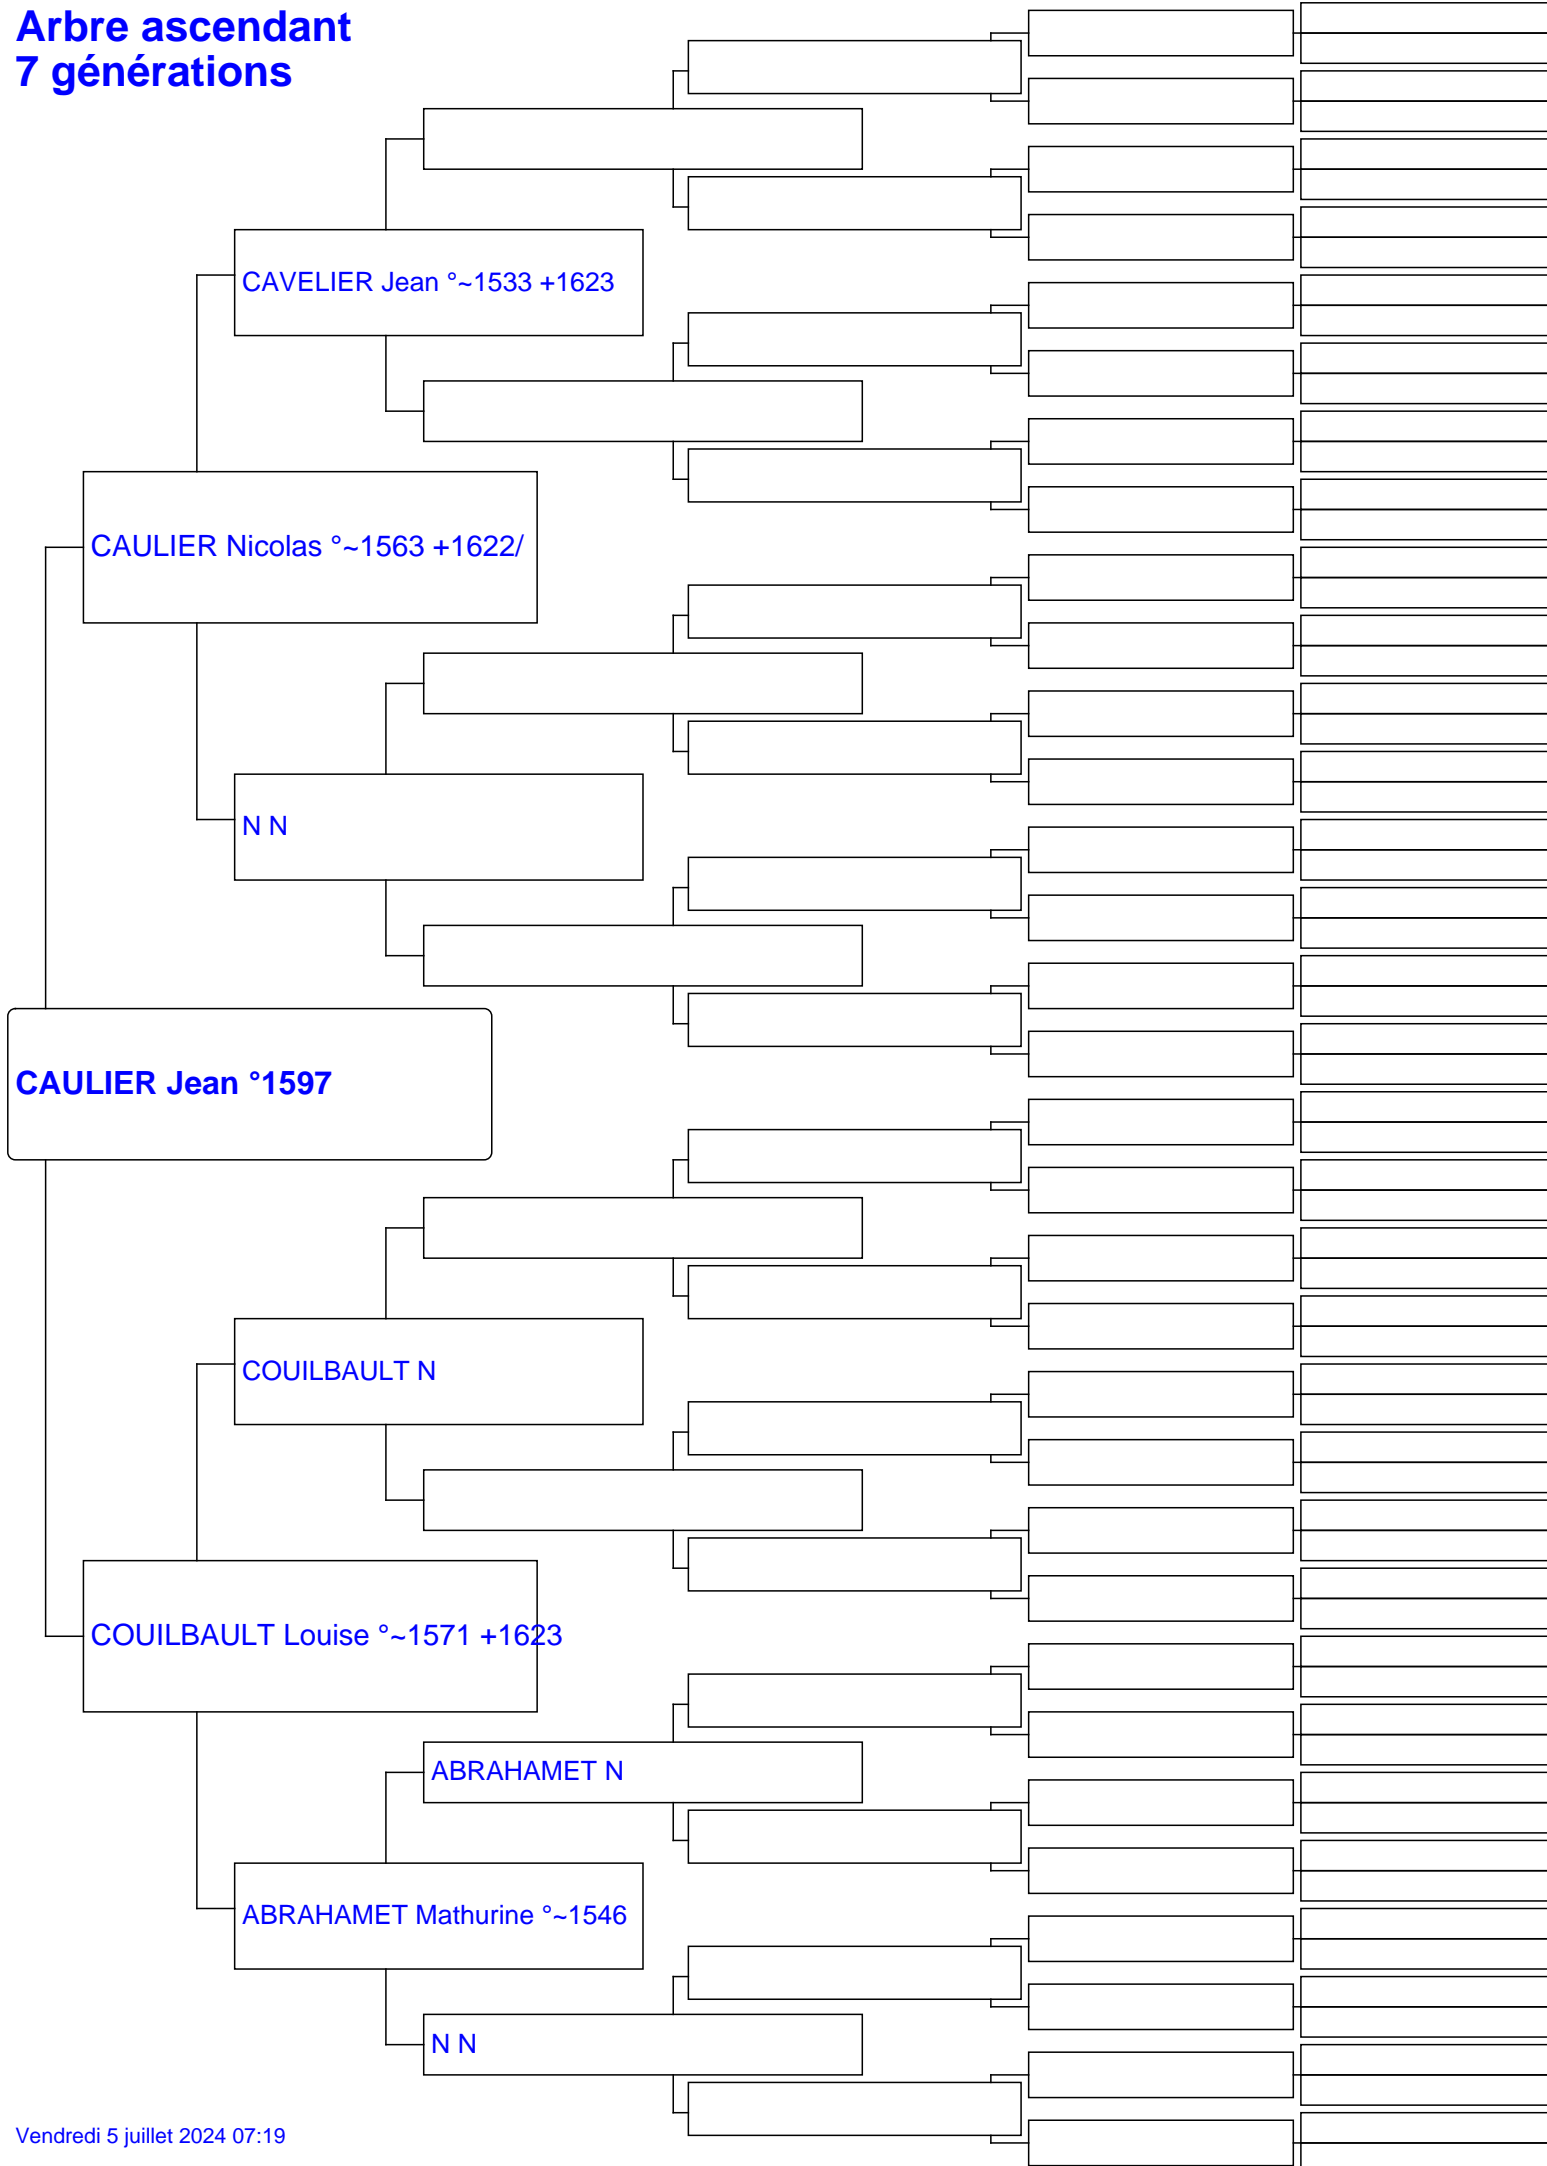 Arbre ascendant
7 générations
CAVELIER Jean °~1533 +1623
CAULIER Nicolas °~1563 +1622/
N N
CAULIER Jean °1597
COUILBAULT N
COUILBAULT Louise °~1571 +1623
ABRAHAMET N
ABRAHAMET Mathurine °~1546
N N
Vendredi 5 juillet 2024 07:19